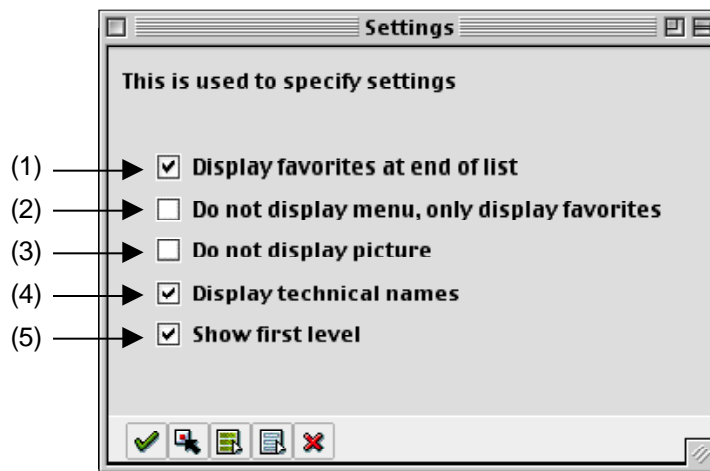 Settings
This is used to specify settings
(1) Display favorites at end of list
(2) Do not display menu, only display favorites
(3) Do not display picture
(4) Display technical names
(5) Show first level